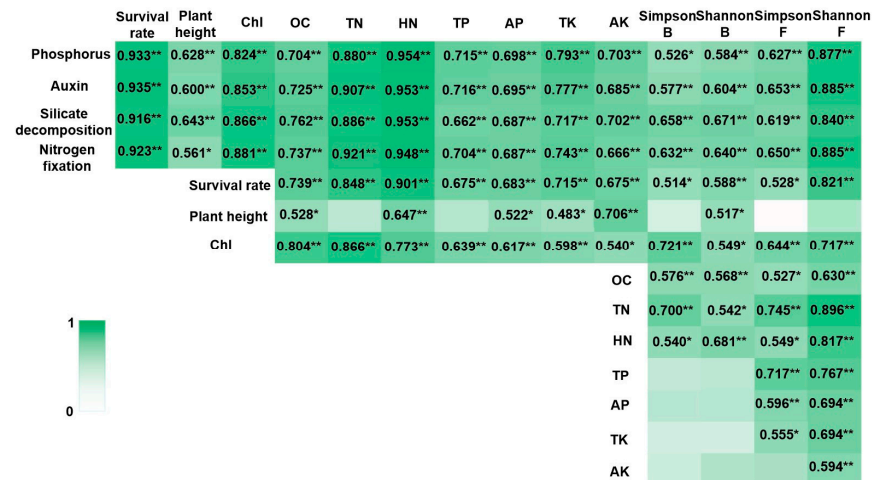 Survival rate Plant height Chl OC TN HN TP AP TK AK Simpson B Shannon B Simpson F Shannon F
Phosphorus 0.933** 0.628** 0.824** 0.704** 0.880** 0.954** 0.715** 0.698** 0.793** 0.703** 0.526* 0.584** 0.627** 0.877**
Auxin 0.935** 0.600** 0.853** 0.725** 0.907** 0.953** 0.716** 0.695** 0.777** 0.685** 0.577** 0.604** 0.653** 0.885**
Silicate decomposition 0.916** 0.643** 0.866** 0.762** 0.886** 0.953** 0.662** 0.687** 0.717** 0.702** 0.658** 0.671** 0.619** 0.840**
Nitrogen fixation 0.923** 0.561* 0.881** 0.737** 0.921** 0.948** 0.704** 0.687** 0.743** 0.666** 0.632** 0.640** 0.650** 0.885**
Survival rate 0.739** 0.848** 0.901** 0.675** 0.683** 0.715** 0.675** 0.514* 0.588** 0.528* 0.821**
Plant height 0.528* 0.647** 0.522* 0.483* 0.706** 0.517*
Chl 0.804** 0.866** 0.773** 0.639** 0.617** 0.598** 0.540* 0.721** 0.549* 0.644** 0.717**
OC 0.576** 0.568** 0.527* 0.630**
TN 0.700** 0.542* 0.745** 0.896**
HN 0.540* 0.681** 0.549* 0.817**
TP 0.717** 0.767**
AP 0.596** 0.694**
TK 0.555* 0.694**
AK 0.594**
1
0